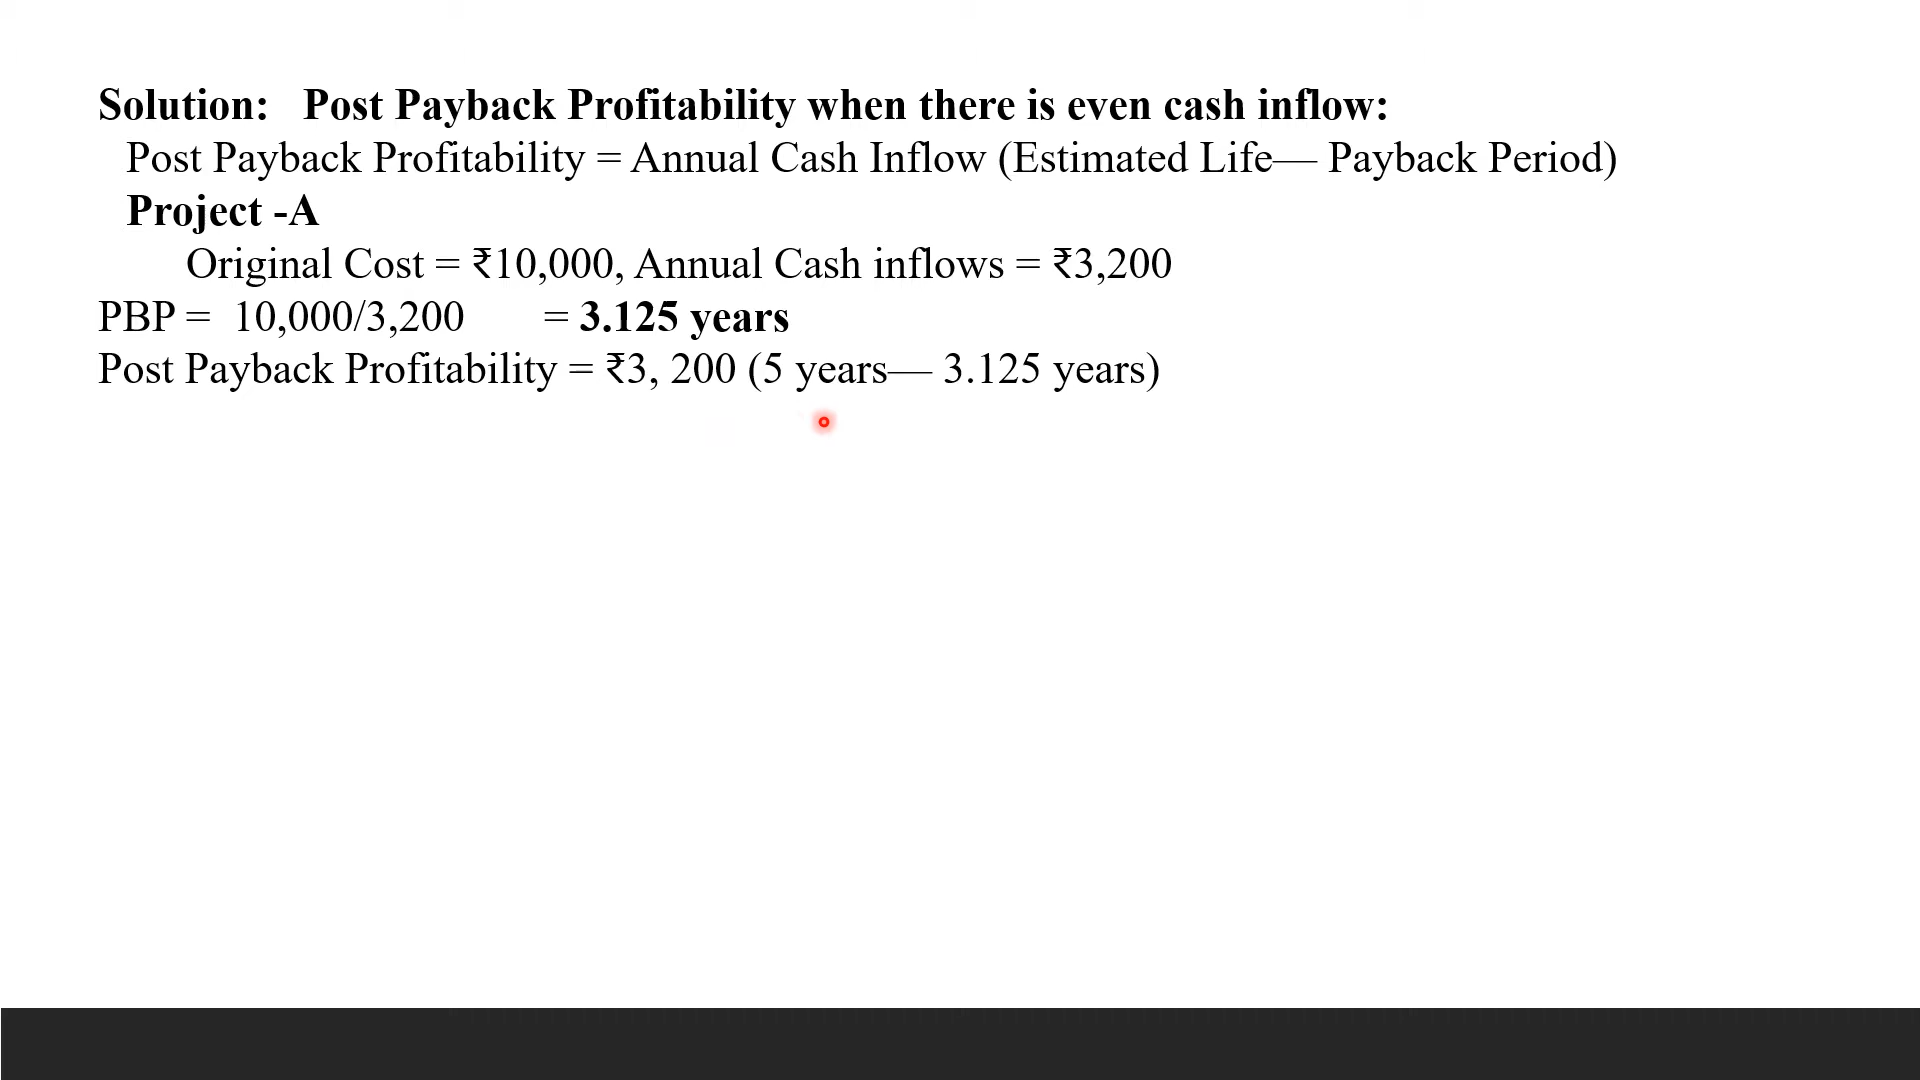 Solution:   Post Payback Profitability when there is even cash inflow:
Post Payback Profitability = Annual Cash Inflow (Estimated Life— Payback Period)
Project -A
Original Cost = ₹10,000, Annual Cash inflows = ₹3,200
PBP =  10,000/3,200       = 3.125 years
Post Payback Profitability = ₹3, 200 (5 years— 3.125 years)